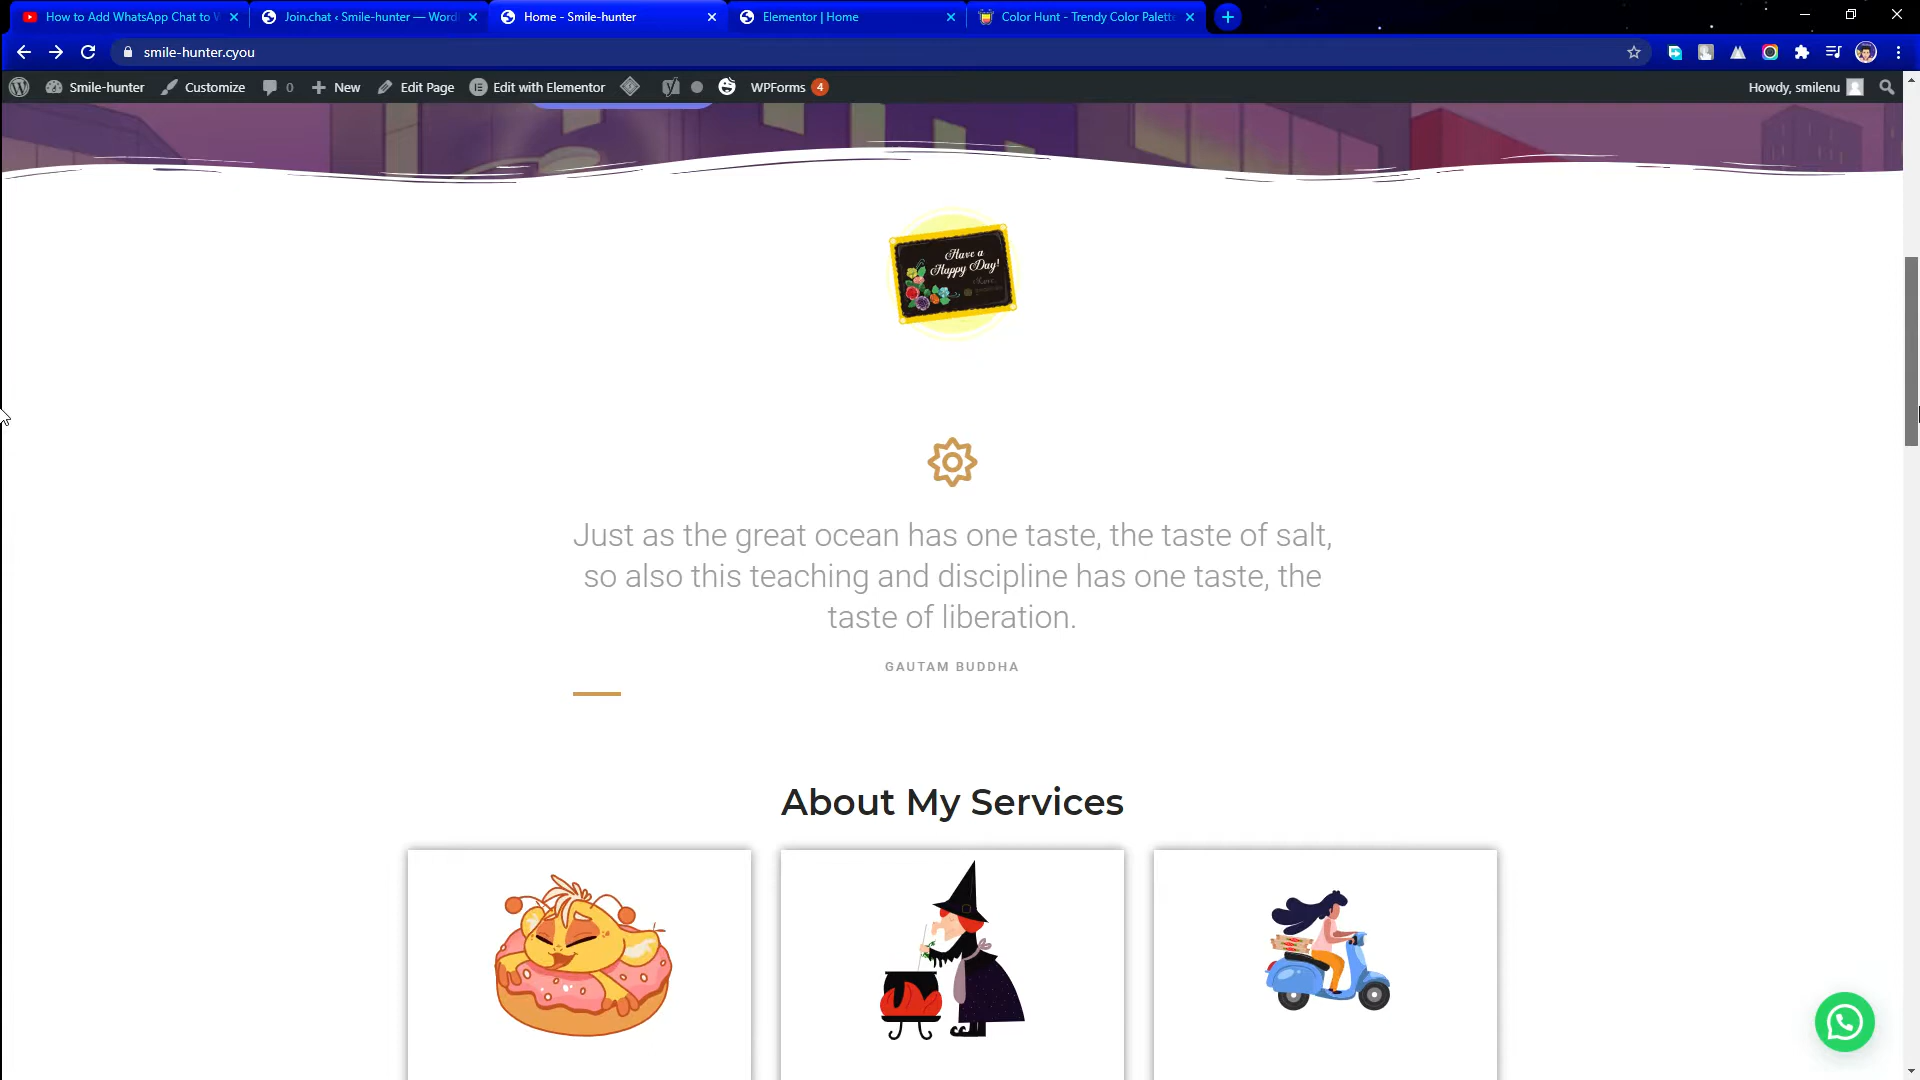 How to Add WhatsApp Chat to W
Join.chat ‹ Smile-hunter — Word
Home - Smile-hunter
Elementor | Home
Color Hunt - Trendy Color Palett
smile-hunter.cyou
Smile-hunter
Customize
0
New
Edit Page
Edit with Elementor
WPForms 4
Howdy, smilenu
Have a
Happy Day!
Just as the great ocean has one taste, the taste of salt,
so also this teaching and discipline has one taste, the
taste of liberation.
GAUTAM BUDDHA
About My Services